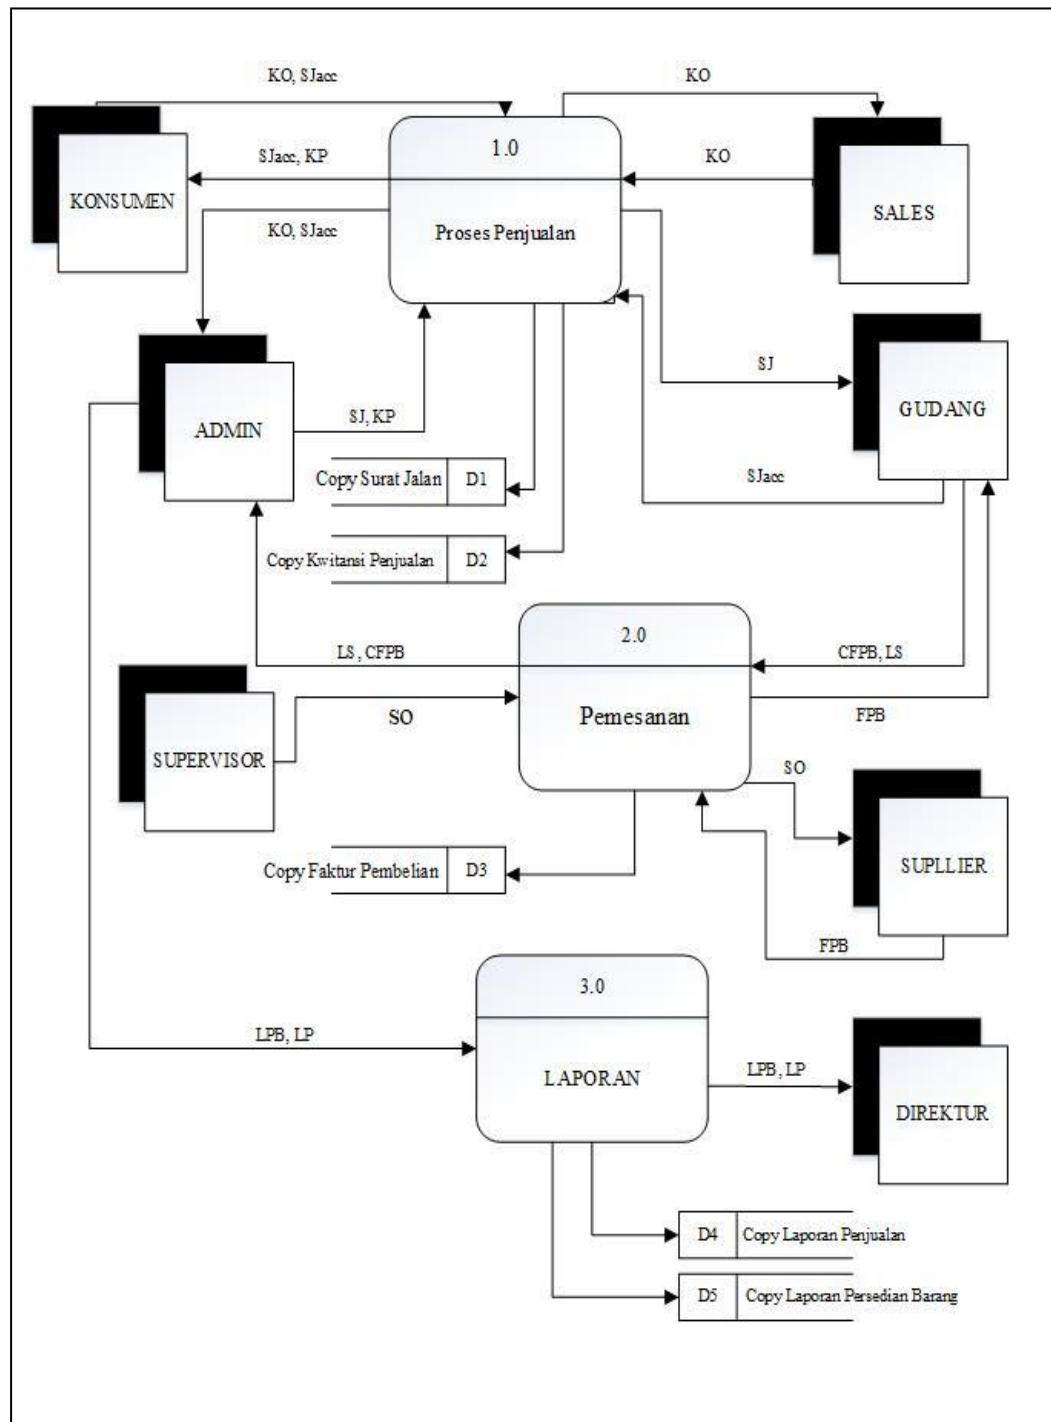 KO, SJacc
KO
1.0
SJacc, KP
KO
KONSUMEN
SALES
Proses Penjualan
KO, SJacc
SJ
GUDANG
ADMIN
SJ, KP
Copy Surat Jalan
D1
SJacc
Copy Kwitansi Penjualan
D2
2.0
LS, CFPB
CFPB, LS
SO
Pemesanan
FPB
SUPERVISOR
SO
Copy Faktur Pembelian
D3
SUPLLIER
FPB
3.0
LPB, LP
LAPORAN
LPB, LP
DIREKTUR
D4
Copy Laporan Penjualan
D5
Copy Laporan Persedian Barang